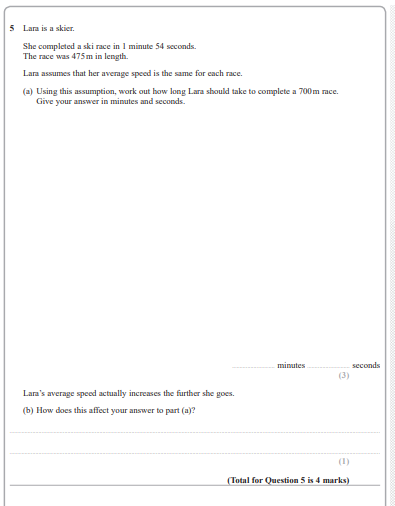 5 Lara is a skier.
She completed a ski race in 1 minute 54 seconds.
The race was 475 m in length.
Lara assumes that her average speed is the same for each race.
(a) Using this assumption, work out how long Lara should take to complete a 700 m race.
Give your answer in minutes and seconds.
minutes seconds
(3)
Lara's average speed actually increases the further she goes.
(b) How does this affect your answer to part (a)?
(1)
(Total for Question 5 is 4 marks)